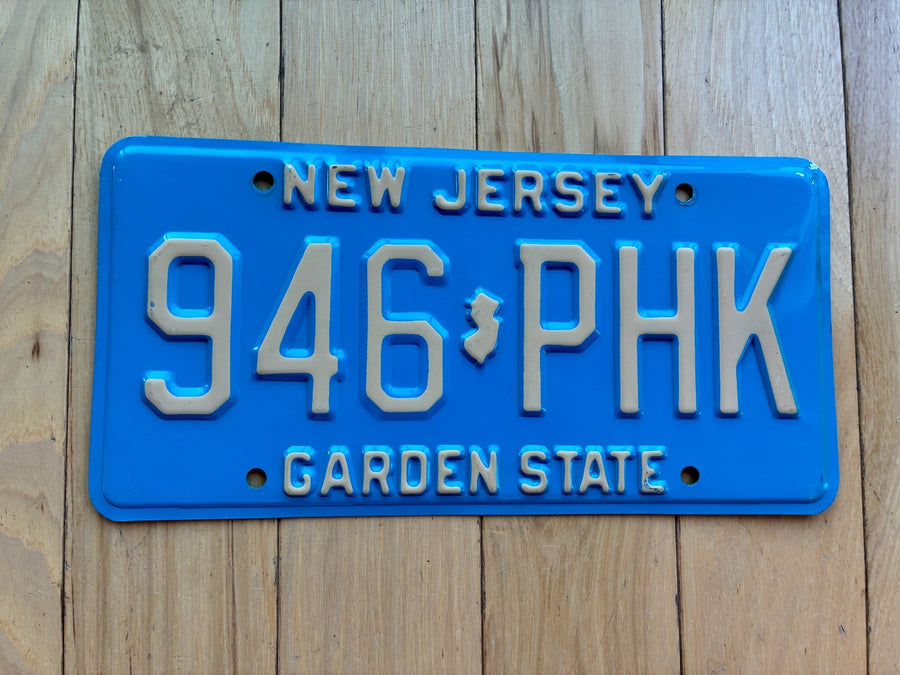 NEW JERSEY
946 PHK
GARDEN STATE